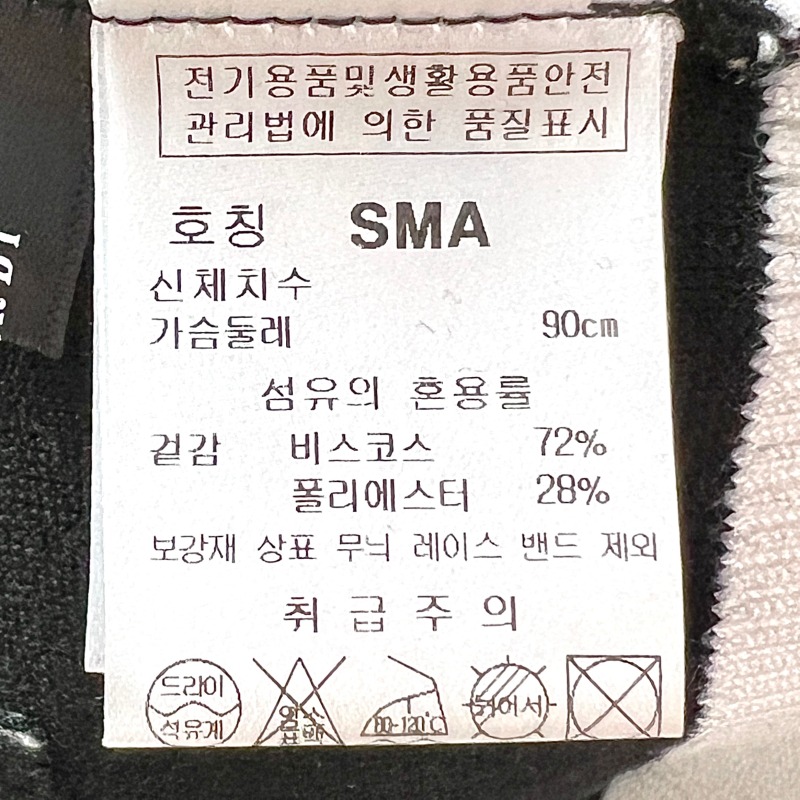 전기용품및생활용품안전
관리법에 의한 품질표시
호칭 SMA
신체치수
가슴둘레 90cm
섬유의 혼용률
겉감 비스코스 72%
폴리에스터 28%
보강재 상표 무늬 레이스 밴드 제외
취급주의
드라이
석유계
염소
표백
80-120℃
뉘어서